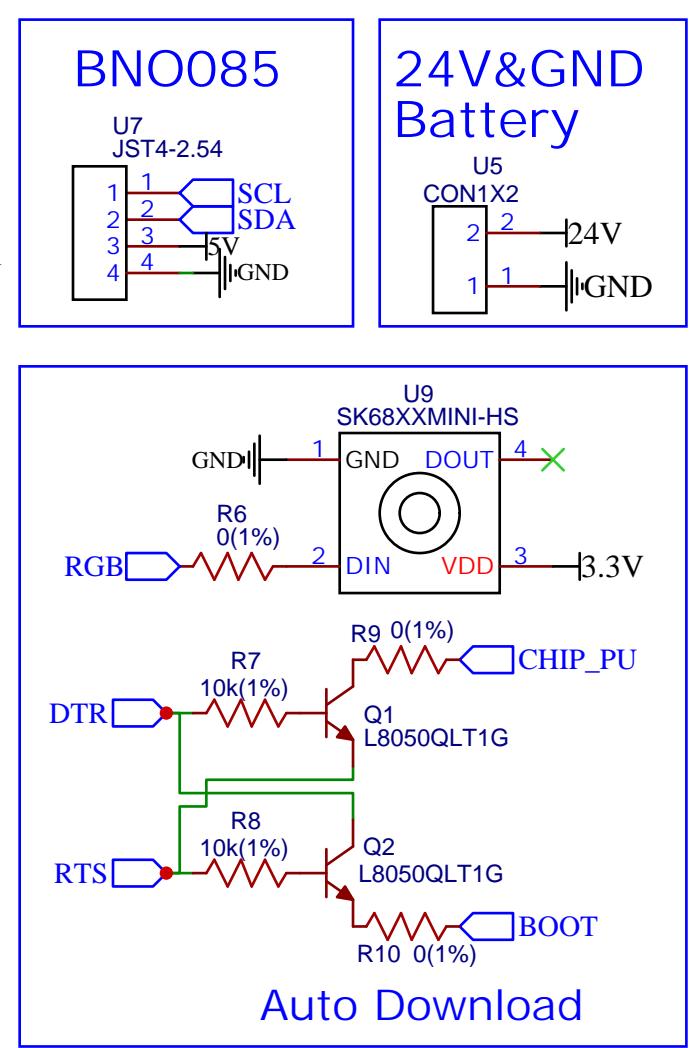 BNO085
U7
JST4-2.54
1 1 SCL
2 2 SDA
3 3 5V
4 4 GND
24V&GND
Battery
U5
CON1X2
2 2 24V
1 1 GND
U9
SK68XXMINI-HS
GND 1 GND DOUT 4
R6
0(1%)
RGB 2 DIN VDD 3 3.3V
R9 0(1%)
CHIP_PU
R7
10k(1%)
DTR
Q1
L8050QLT1G
R8
10k(1%)
RTS
Q2
L8050QLT1G
BOOT
R10 0(1%)
Auto Download